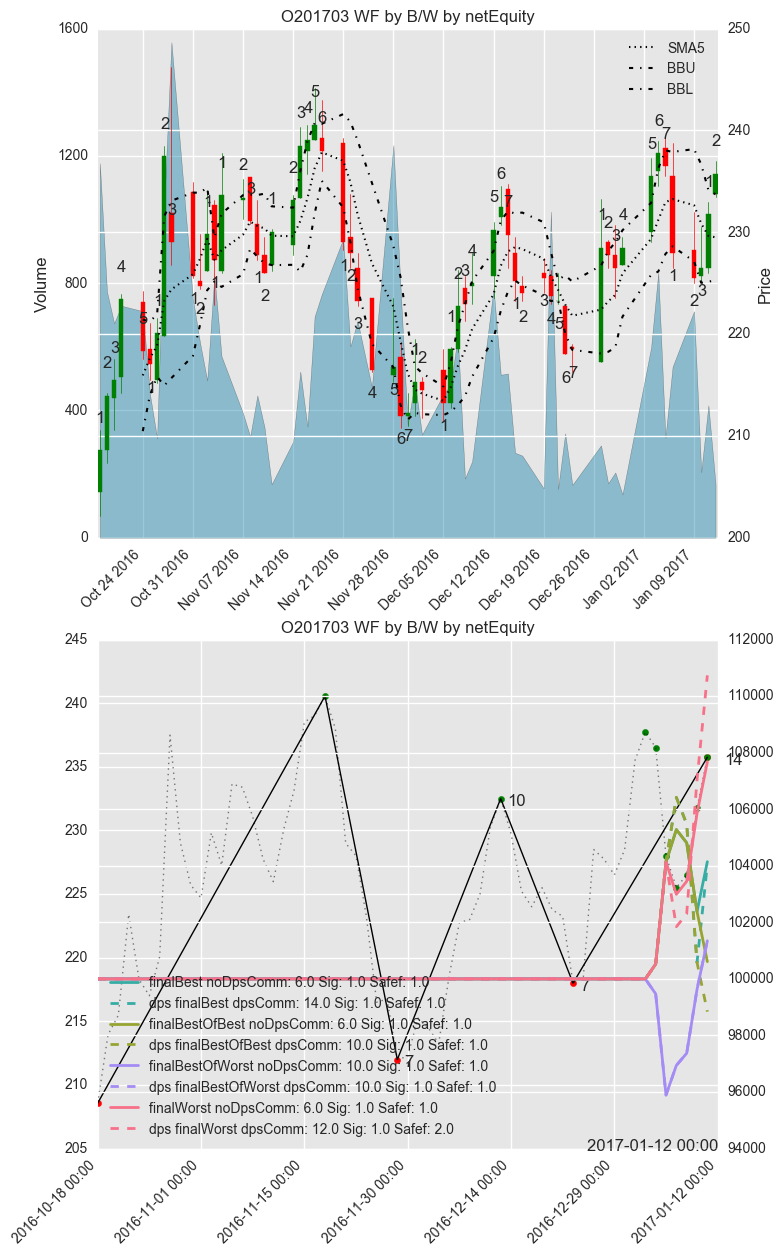 O201703 WF by B/W by netEquity
1600
1200
800
400
0
Volume
250
240
230
220
210
200
Price
SMA5
BBU
BBL
Oct 24 2016
Oct 31 2016
Nov 07 2016
Nov 14 2016
Nov 21 2016
Nov 28 2016
Dec 05 2016
Dec 12 2016
Dec 19 2016
Dec 26 2016
Jan 02 2017
Jan 09 2017
O201703 WF by B/W by netEquity
245
240
235
230
225
220
215
210
205
112000
110000
108000
106000
104000
102000
100000
98000
96000
94000
10
7
7
14
finalBest noDpsComm: 6.0 Sig: 1.0 Safef: 1.0
dps finalBest dpsComm: 14.0 Sig: 1.0 Safef: 1.0
finalBestOfBest noDpsComm: 6.0 Sig: 1.0 Safef: 1.0
dps finalBestOfBest dpsComm: 10.0 Sig: 1.0 Safef: 1.0
finalBestOfWorst noDpsComm: 10.0 Sig: 1.0 Safef: 1.0
dps finalBestOfWorst dpsComm: 10.0 Sig: 1.0 Safef: 1.0
finalWorst noDpsComm: 6.0 Sig: 1.0 Safef: 1.0
dps finalWorst dpsComm: 12.0 Sig: 1.0 Safef: 2.0
2017-01-12 00:00
2016-10-18 00:00
2016-11-01 00:00
2016-11-15 00:00
2016-11-30 00:00
2016-12-14 00:00
2016-12-29 00:00
2017-01-12 00:00